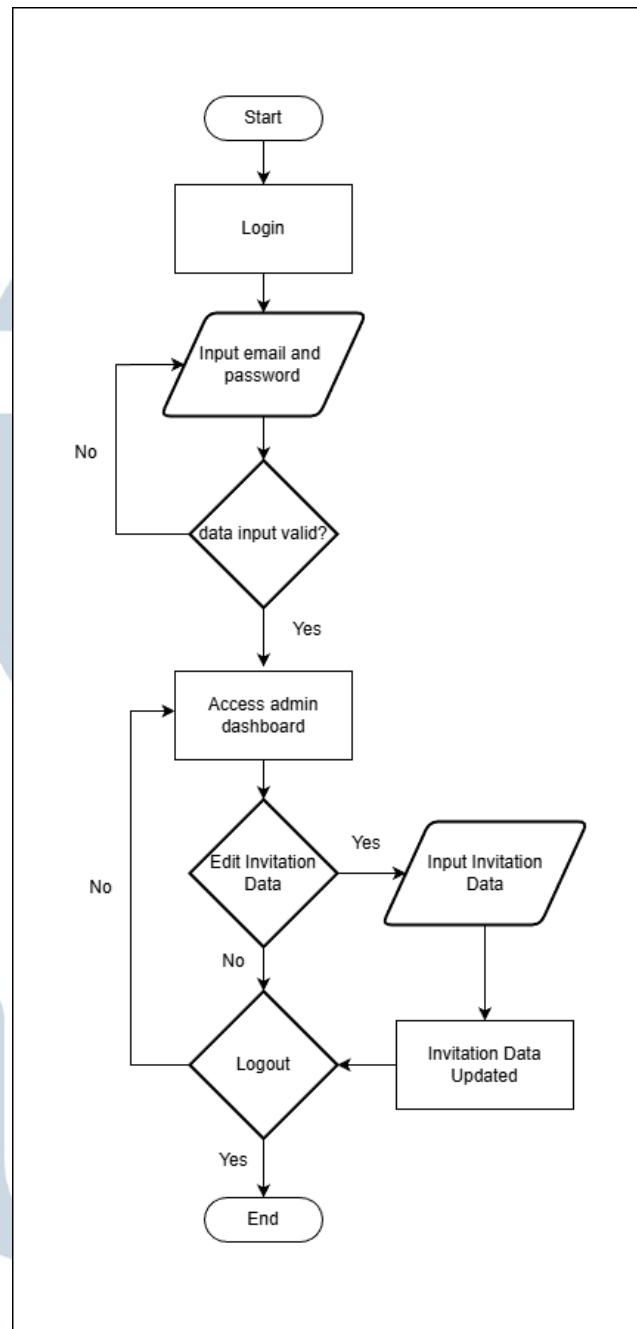 Start
Login
Input email and
password
No
data input valid?
Yes
Access admin
dashboard
Edit Invitation
Data
Yes
Input Invitation
Data
No
No
Logout
Invitation Data
Updated
Yes
End